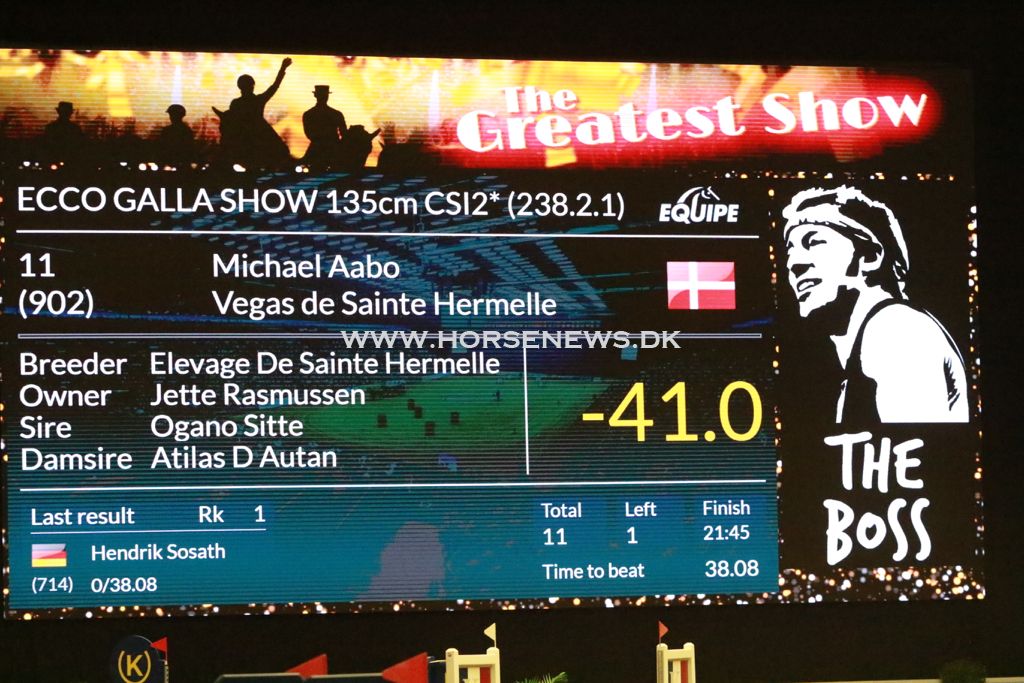 The
Greatest Show
ECCO GALLA SHOW 135cm CSI2* (238.2.1)
EQUIPE
11 Michael Aabo
(902) Vegas de Sainte Hermelle
WWW.HORSENEWS.DK
Breeder Elevage De Sainte Hermelle
Owner Jette Rasmussen
Sire Ogano Sitte
Damsire Atilas D Autan
-41.0
THE
BOSS
Last result Rk 1
Hendrik Sosath
(714) 0/38.08
Total Left Finish
11 1 21:45
Time to beat 38.08
(K)